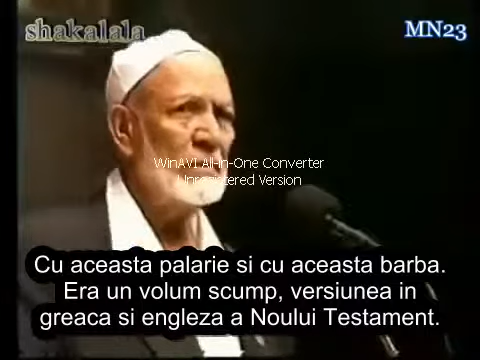 shakalala
MN23
WinAVI All-in-One Converter
Unregistered Version
Cu aceasta palarie si cu aceasta barba.
Era un volum scump, versiunea in
greaca si engleza a Noului Testament.